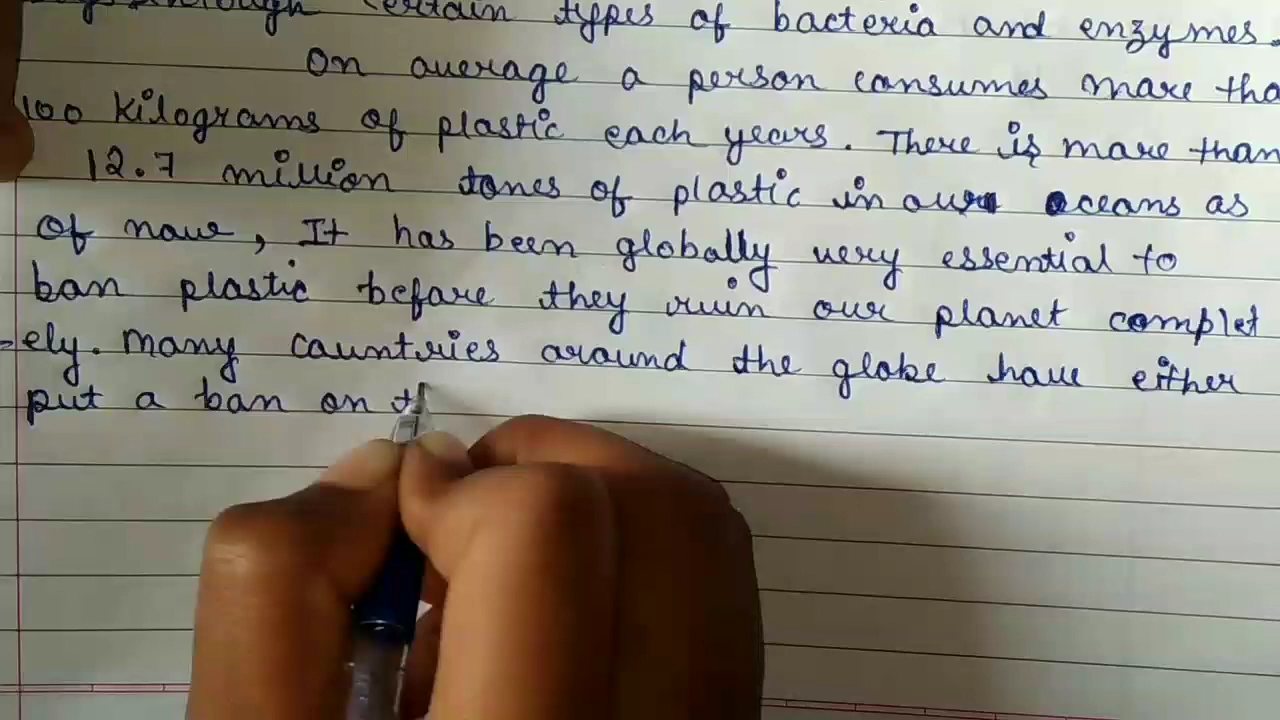 through certain types of bacteria and enzymes.
On average a person consumes more tha
100 kilograms of plastic each years. There is more than
12.7 million tones of plastic in our oceans as
of now, It has been globally very essential to
ban plastic before they ruin our planet complet
-ely. Many countries around the globe have either
put a ban on t